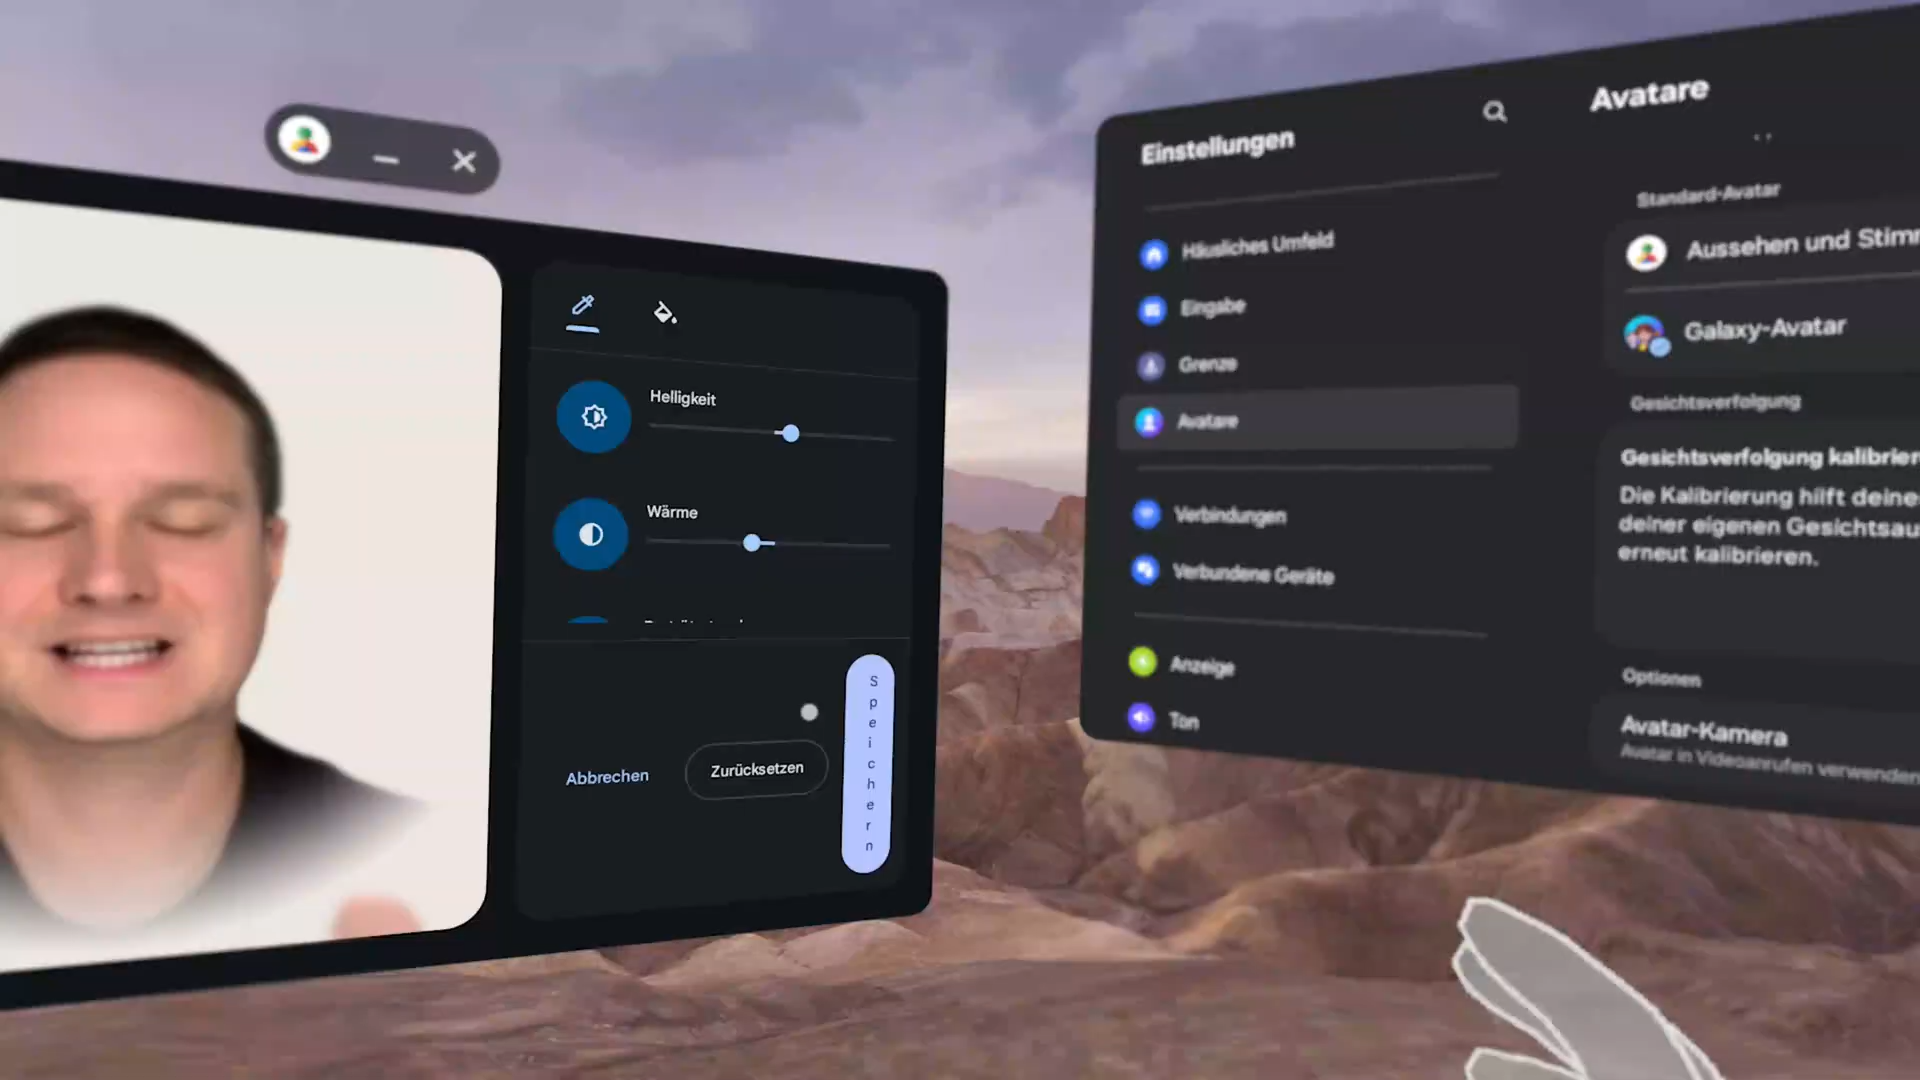 Helligkeit
Wärme
Abbrechen
Zurücksetzen
Speichern
Einstellungen
Häusliches Umfeld
Eingabe
Grenze
Avatare
Verbindungen
Verbundene Geräte
Anzeige
Ton
Avatare
Standard-Avatar
Aussehen und Stimm
Galaxy-Avatar
Gesichtsverfolgung
Gesichtsverfolgung kalibrier
Die Kalibrierung hilft deine
deiner eigenen Gesichtsau
erneut kalibrieren.
Optionen
Avatar-Kamera
Avatar in Videoanrufen verwenden